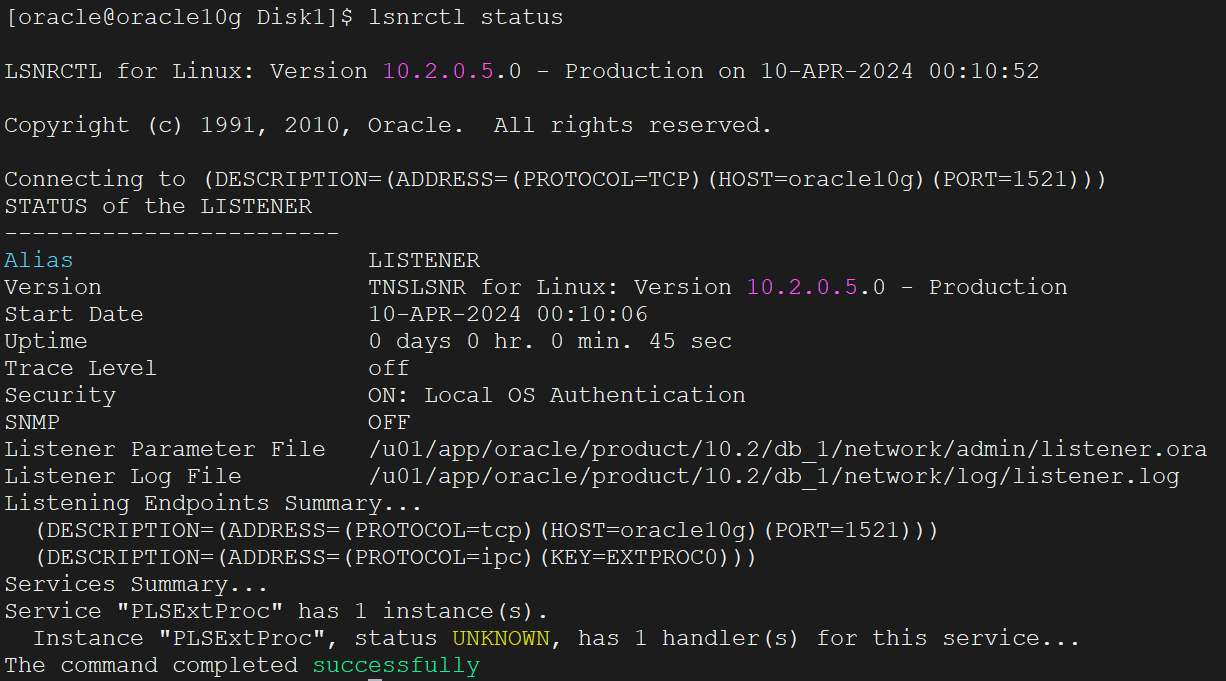 [oracle@oracle10g Disk1]$ lsnrctl status
LSNRCTL for Linux: Version 10.2.0.5.0 - Production on 10-APR-2024 00:10:52
Copyright (c) 1991, 2010, Oracle.  All rights reserved.
Connecting to (DESCRIPTION=(ADDRESS=(PROTOCOL=TCP)(HOST=oracle10g)(PORT=1521)))
STATUS of the LISTENER
------------------------
Alias                     LISTENER
Version                   TNSLSNR for Linux: Version 10.2.0.5.0 - Production
Start Date                10-APR-2024 00:10:06
Uptime                    0 days 0 hr. 0 min. 45 sec
Trace Level               off
Security                  ON: Local OS Authentication
SNMP                      OFF
Listener Parameter File   /u01/app/oracle/product/10.2/db_1/network/admin/listener.ora
Listener Log File         /u01/app/oracle/product/10.2/db_1/network/log/listener.log
Listening Endpoints Summary...
  (DESCRIPTION=(ADDRESS=(PROTOCOL=tcp)(HOST=oracle10g)(PORT=1521)))
  (DESCRIPTION=(ADDRESS=(PROTOCOL=ipc)(KEY=EXTPROC0)))
Services Summary...
Service "PLSExtProc" has 1 instance(s).
  Instance "PLSExtProc", status UNKNOWN, has 1 handler(s) for this service...
The command completed successfully